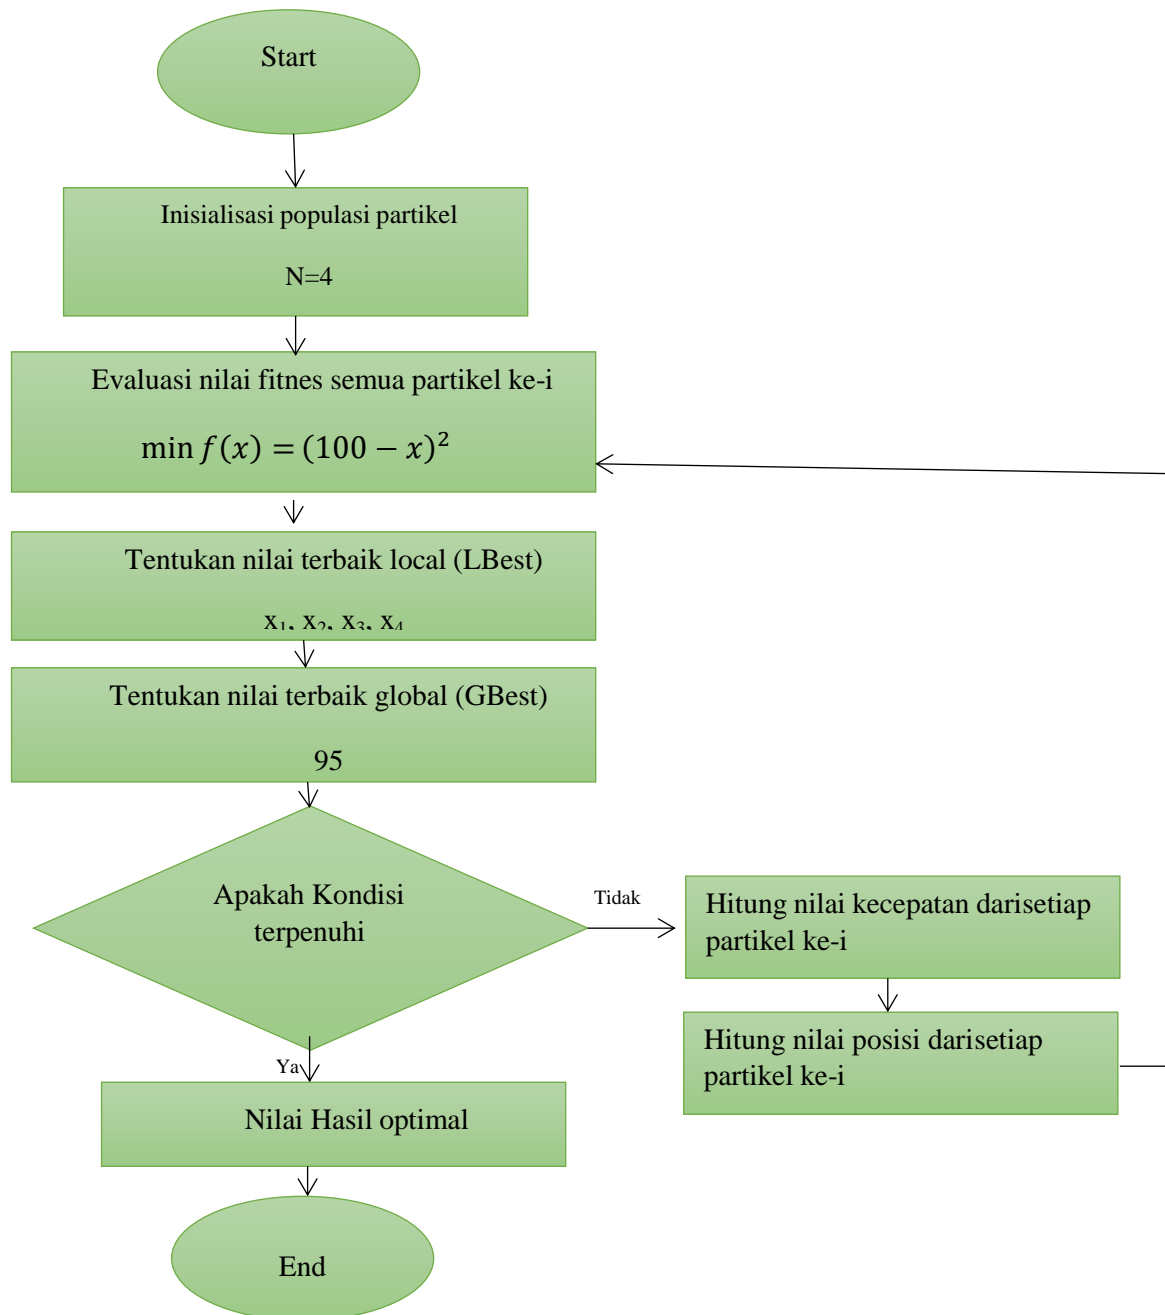 Start
Inisialisasi populasi partikel
N=4
Evaluasi nilai fitnes semua partikel ke-i
min f(x) = (100 − x)²
Tentukan nilai terbaik local (LBest)
x₁, x₂, x₃, x₄
Tentukan nilai terbaik global (GBest)
95
Apakah Kondisi
terpenuhi
Tidak
Hitung nilai kecepatan darisetiap
partikel ke-i
Hitung nilai posisi darisetiap
partikel ke-i
Ya
Nilai Hasil optimal
End